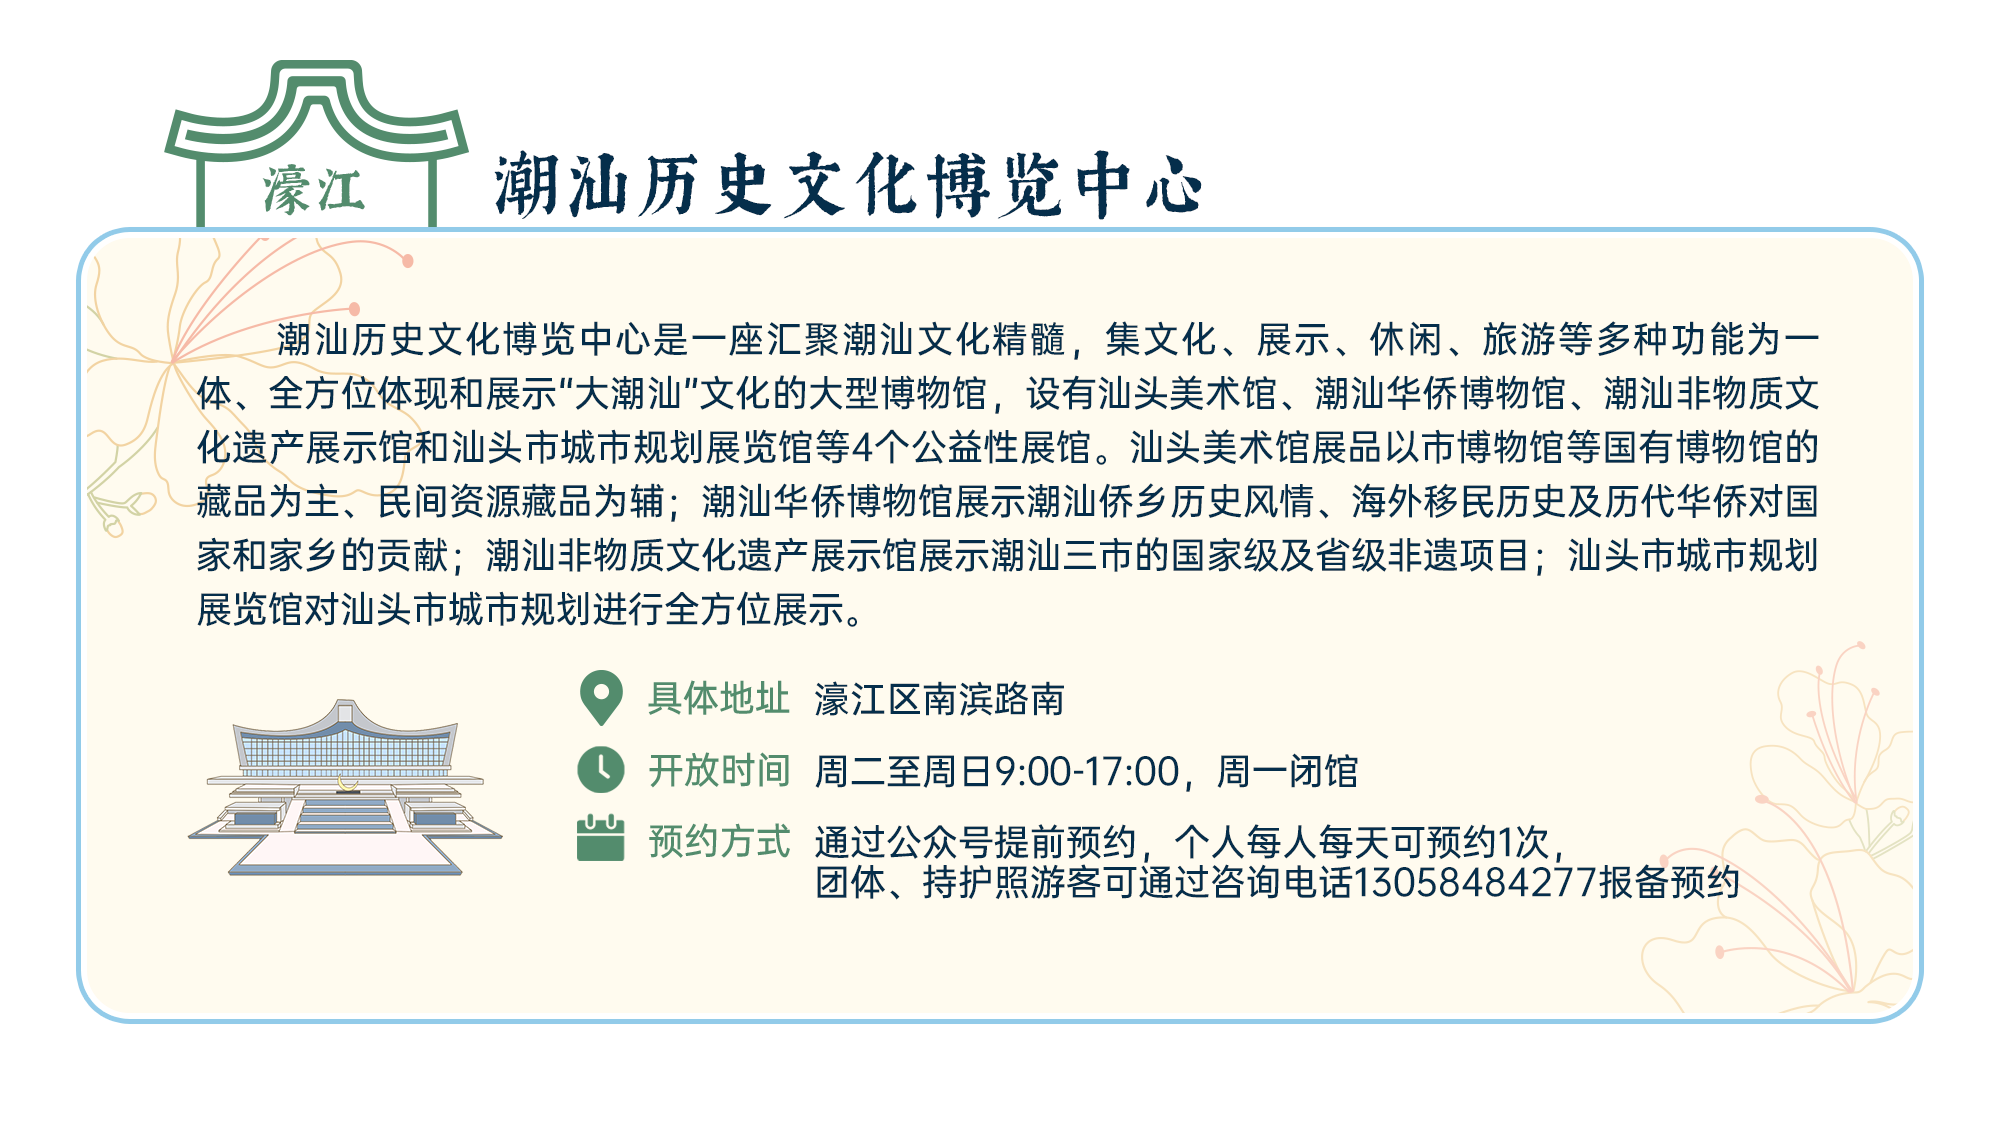 濠江
潮汕历史文化博览中心
潮汕历史文化博览中心是一座汇聚潮汕文化精髓，集文化、展示、休闲、旅游等多种功能为一
体、全方位体现和展示“大潮汕”文化的大型博物馆，设有汕头美术馆、潮汕华侨博物馆、潮汕非物质文
化遗产展示馆和汕头市城市规划展览馆等4个公益性展馆。汕头美术馆展品以市博物馆等国有博物馆的
藏品为主、民间资源藏品为辅；潮汕华侨博物馆展示潮汕侨乡历史风情、海外移民历史及历代华侨对国
家和家乡的贡献；潮汕非物质文化遗产展示馆展示潮汕三市的国家级及省级非遗项目；汕头市城市规划
展览馆对汕头市城市规划进行全方位展示。
具体地址 濠江区南滨路南
开放时间 周二至周日9:00-17:00，周一闭馆
预约方式 通过公众号提前预约，个人每人每天可预约1次，
团体、持护照游客可通过咨询电话13058484277报备预约